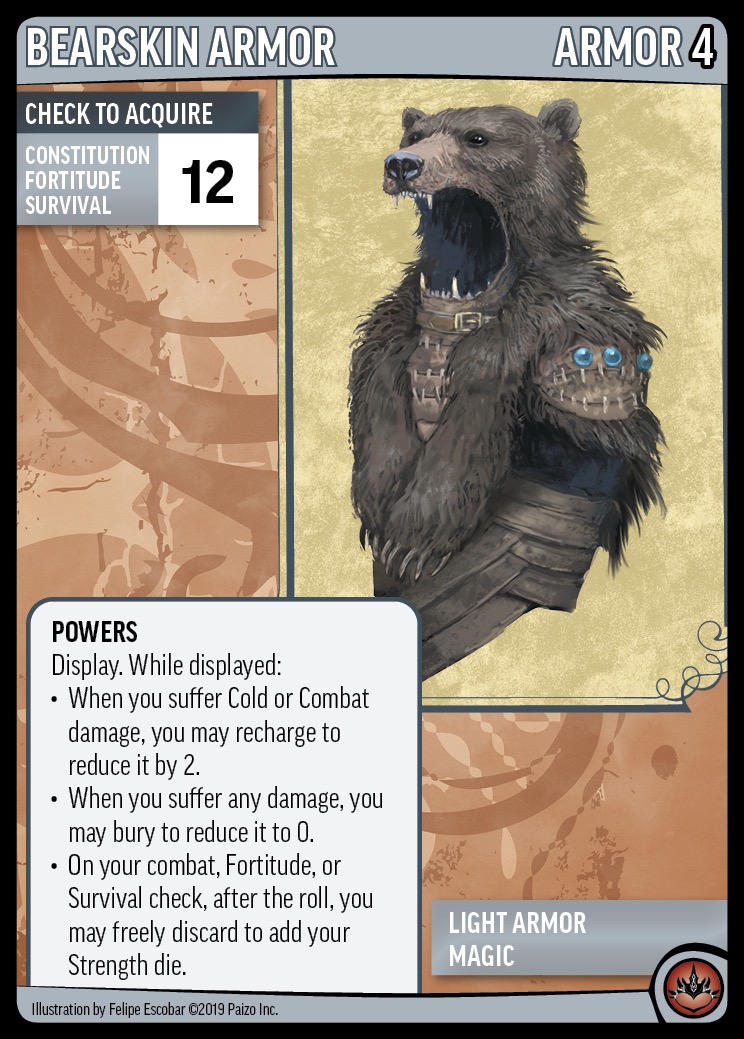 BEARSKIN ARMOR
ARMOR 4
CHECK TO ACQUIRE
CONSTITUTION
FORTITUDE
SURVIVAL
12
POWERS
Display. While displayed:
• When you suffer Cold or Combat
damage, you may recharge to
reduce it by 2.
• When you suffer any damage, you
may bury to reduce it to 0.
• On your combat, Fortitude, or
Survival check, after the roll, you
may freely discard to add your
Strength die.
LIGHT ARMOR
MAGIC
Illustration by Felipe Escobar ©2019 Paizo Inc.